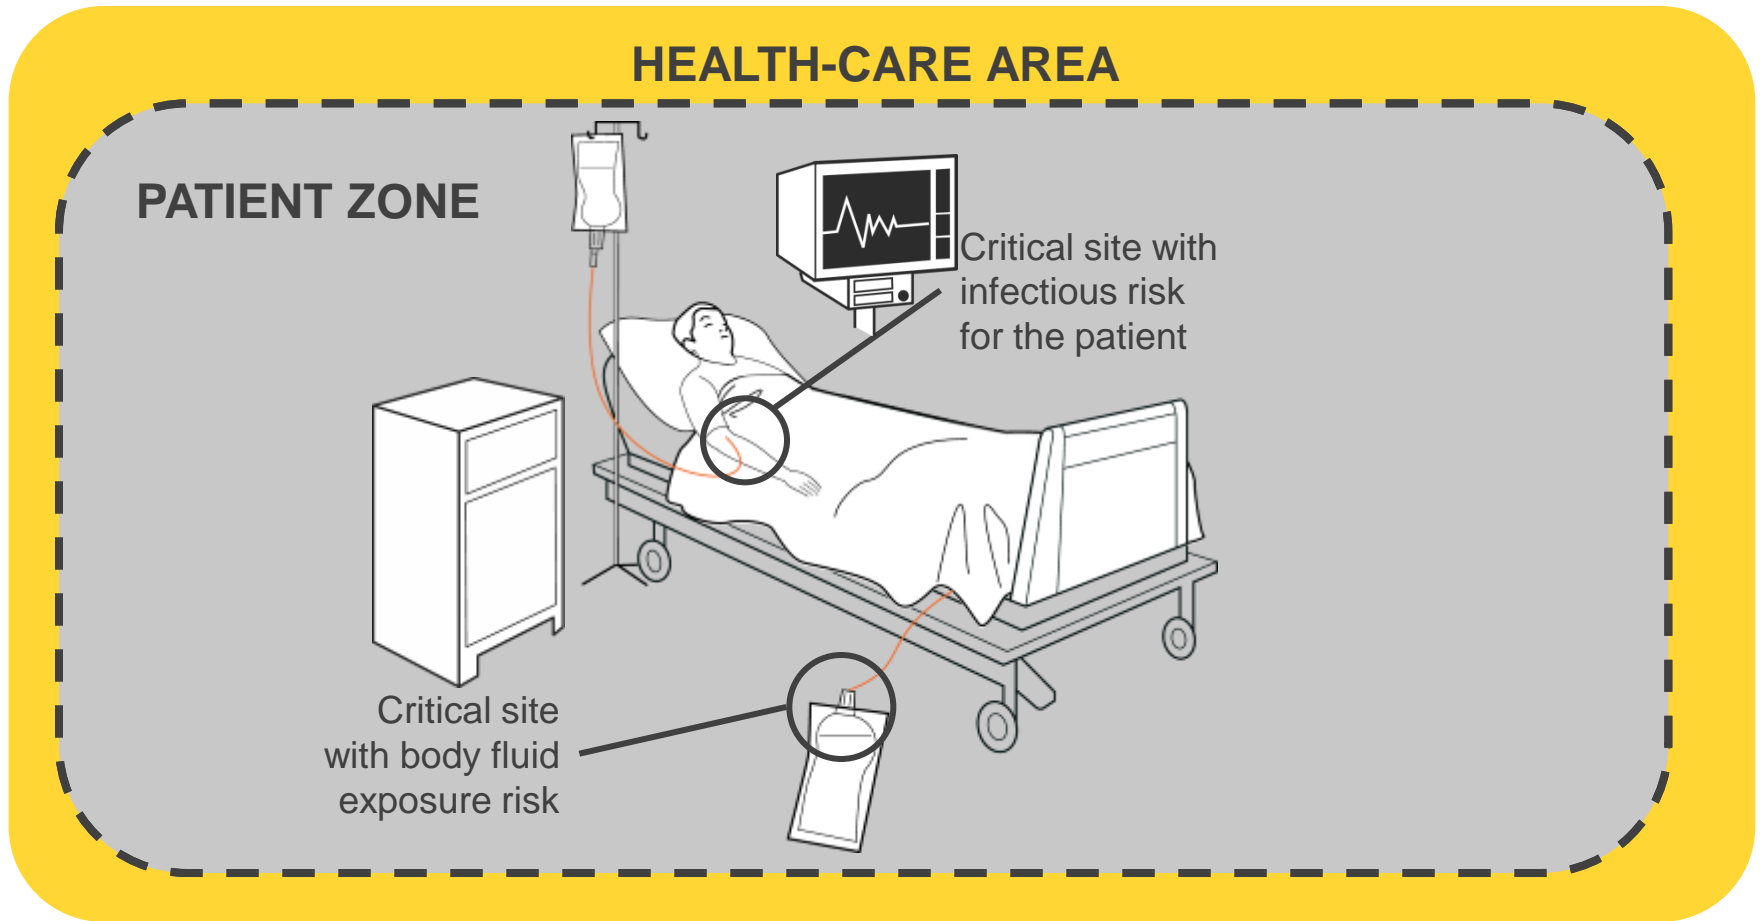 HEALTH-CARE AREA
PATIENT ZONE
Critical site with
infectious risk
for the patient
Critical site
with body fluid
exposure risk